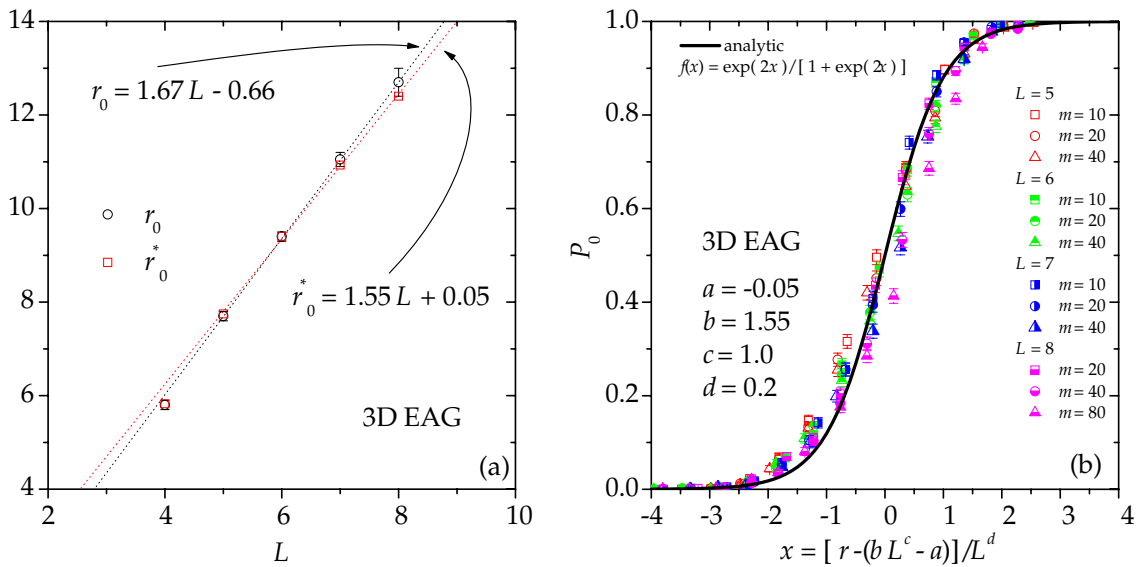 14
12
10
8
6
4
4
6
8
10
L
r₀ = 1.67 L - 0.66
r₀
r₀*
r₀* = 1.55 L + 0.05
3D EAG
(a)
P₀
1.0
0.8
0.6
0.4
0.2
0.0
-4
-3
-2
-1
0
1
2
3
4
x = [ r-(b Lᶜ - a)]/Lᵈ
analytic
f(x) = exp( 2x )/[ 1 + exp( 2x ) ]
3D EAG
a = -0.05
b = 1.55
c = 1.0
d = 0.2
L = 5
m = 10
m = 20
m = 40
L = 6
m = 10
m = 20
m = 40
L = 7
m = 10
m = 20
m = 40
L = 8
m = 20
m = 40
m = 80
(b)